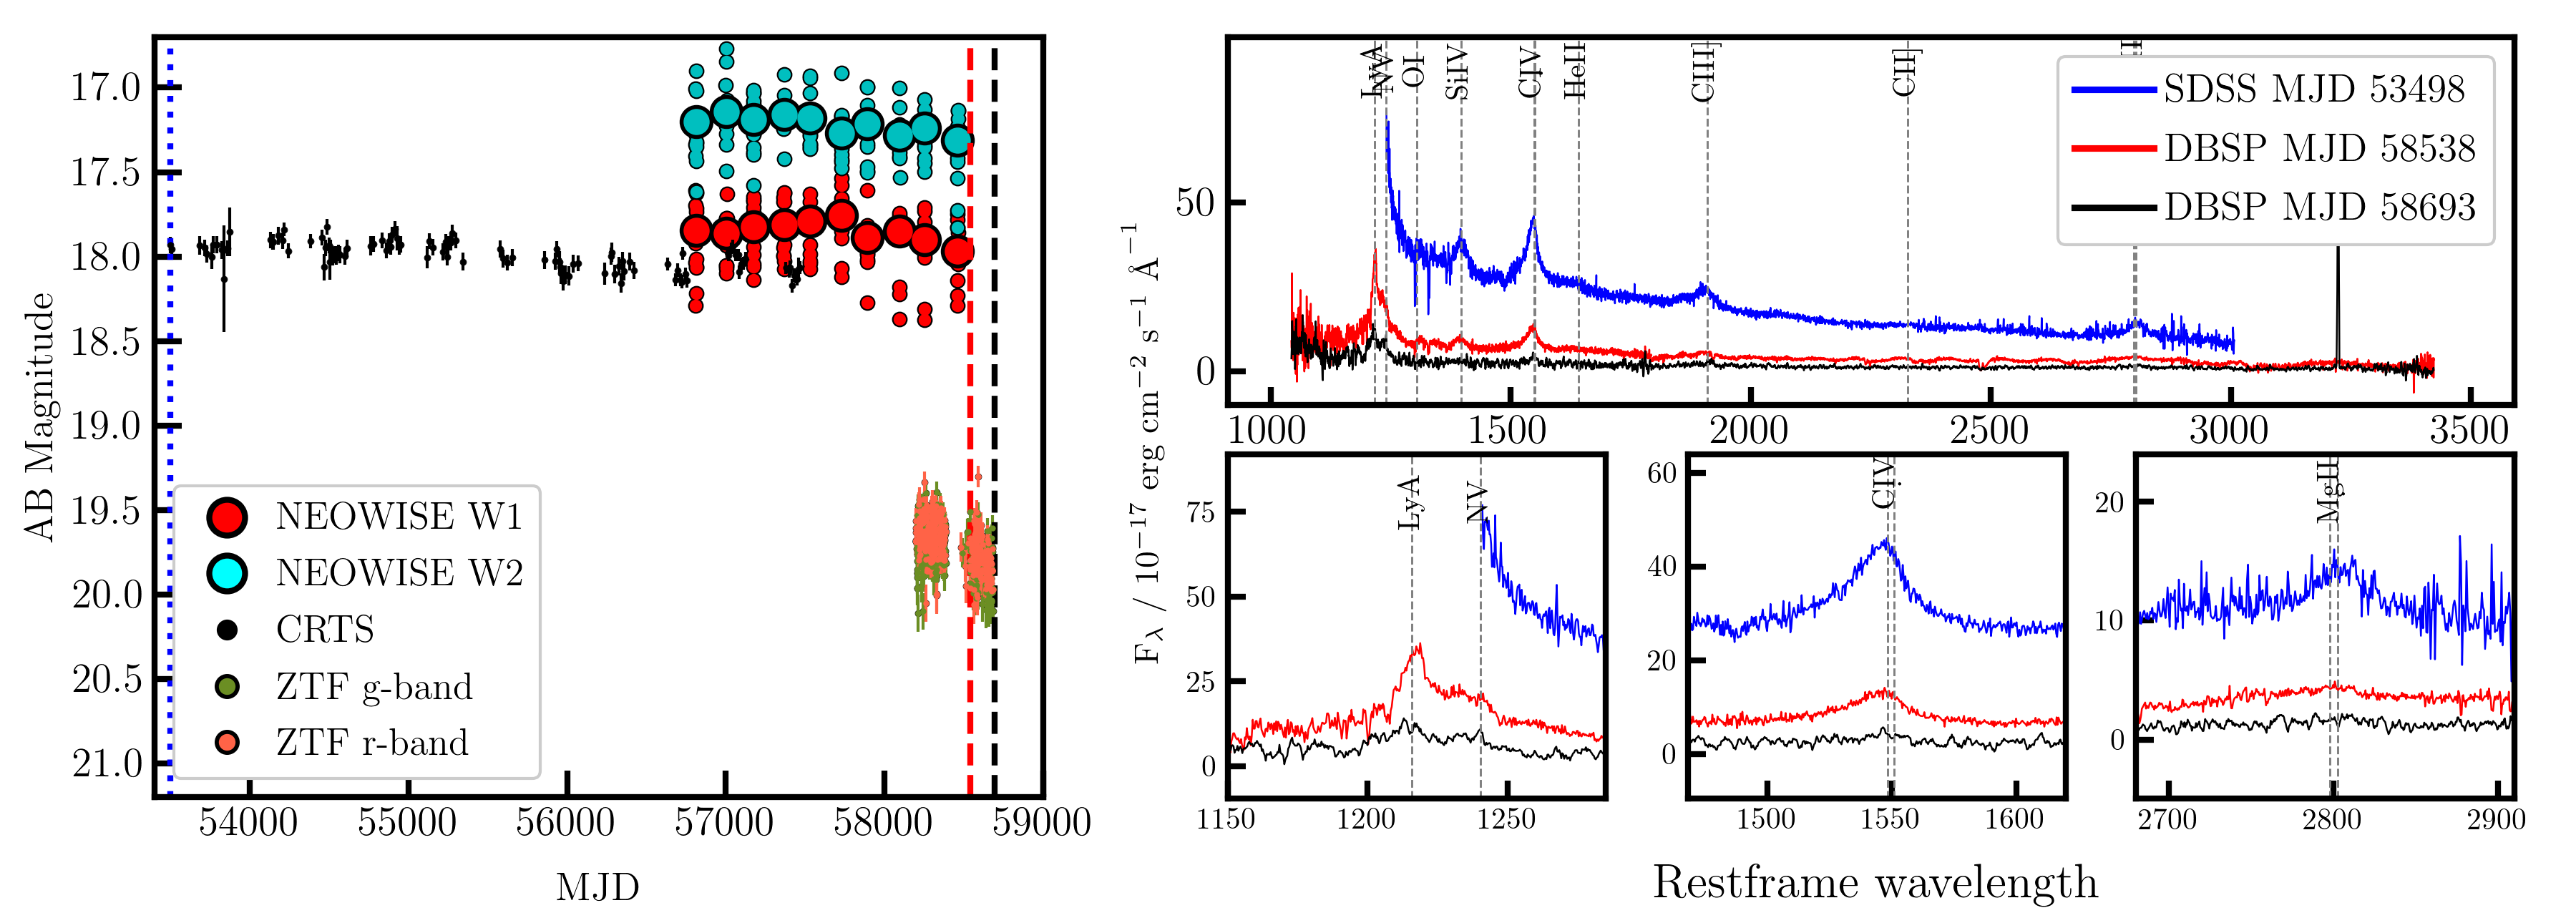 17.0
17.5
18.0
18.5
19.0
19.5
20.0
20.5
21.0
AB Magnitude
NEOWISE W1
NEOWISE W2
CRTS
ZTF g-band
ZTF r-band
54000 55000 56000 57000 58000 59000
MJD
LyA NV OI SiIV CIV HeII CIII] CII]
SDSS MJD 53498
DBSP MJD 58538
DBSP MJD 58693
50
0
1000 1500 2000 2500 3000 3500
F_λ / 10⁻¹⁷ erg cm⁻² s⁻¹ Å⁻¹
LyA NV
75
50
25
0
1150 1200 1250
CIV
60
40
20
0
1500 1550 1600
MgII
20
10
0
2700 2800 2900
Restframe wavelength